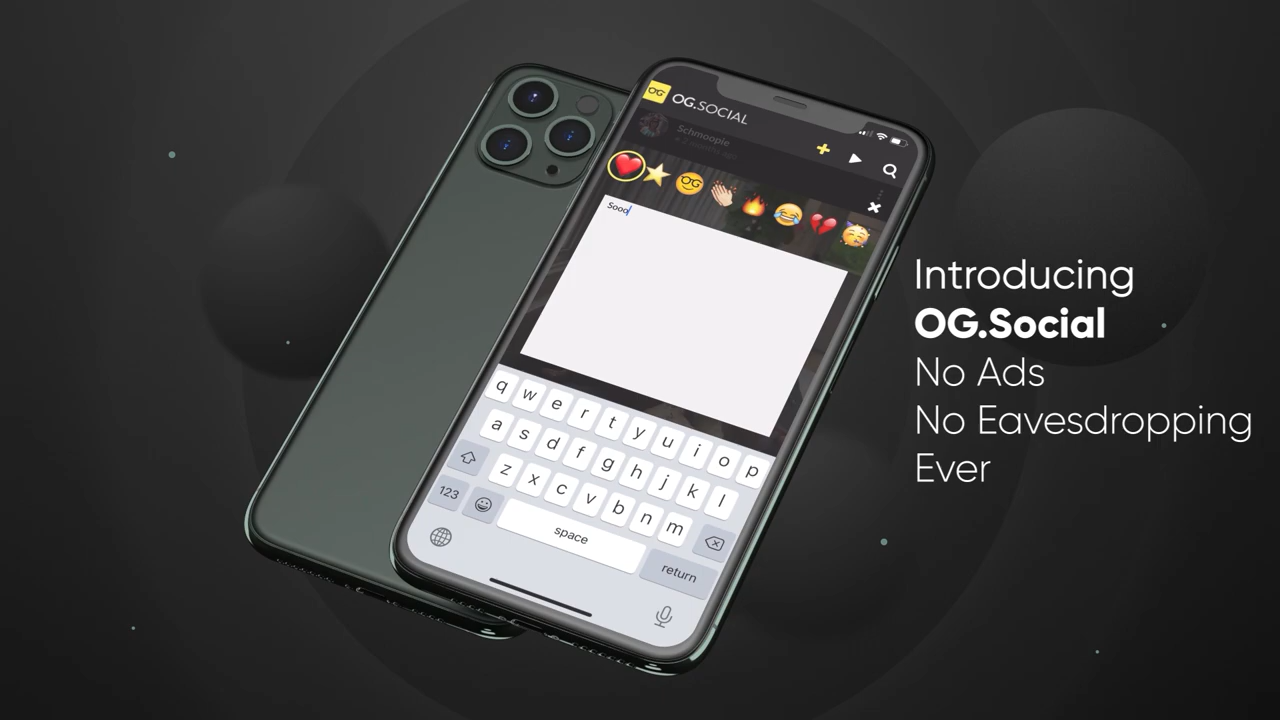 OG OG.SOCIAL
Schmoopie
Sooo
q w e r t y u i o p
a s d f g h j k l
z x c v b n m
123 space return
Introducing
OG.Social
No Ads
No Eavesdropping
Ever